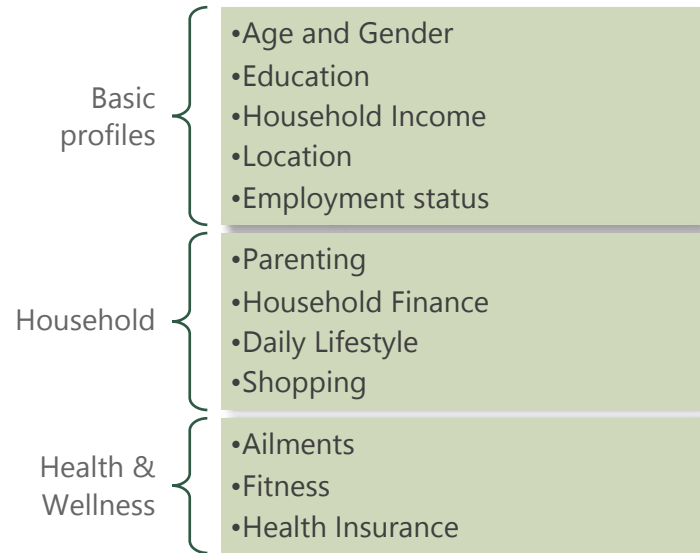 Basic
profiles
•Age and Gender
•Education
•Household Income
•Location
•Employment status
Household
•Parenting
•Household Finance
•Daily Lifestyle
•Shopping
Health &
Wellness
•Ailments
•Fitness
•Health Insurance